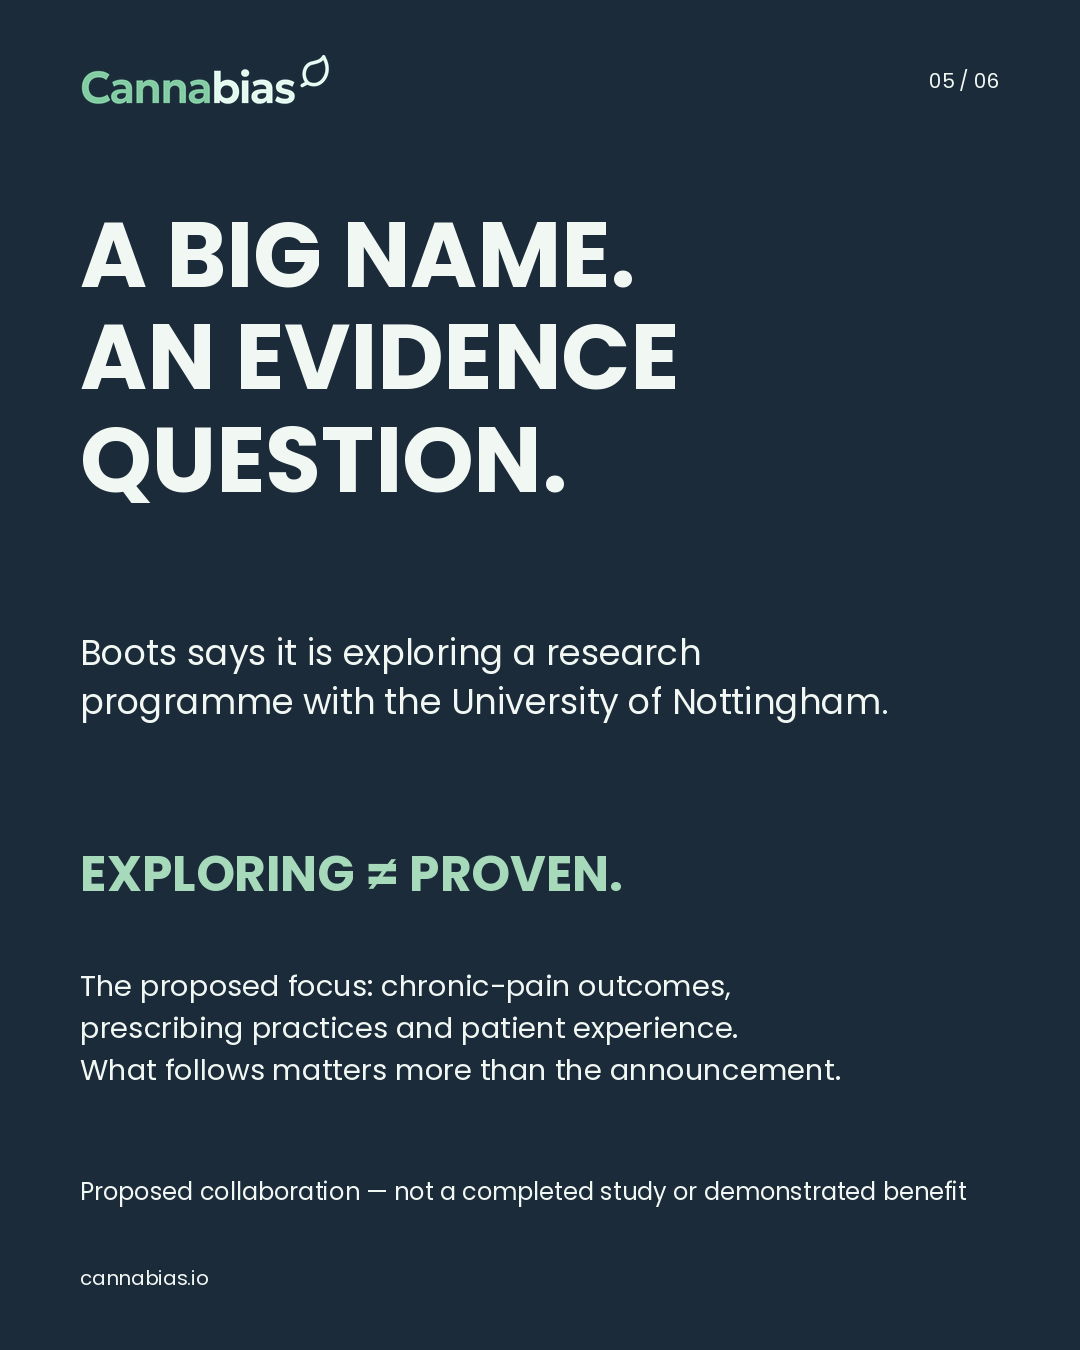 Cannabias
05 / 06
A BIG NAME.
AN EVIDENCE
QUESTION.
Boots says it is exploring a research
programme with the University of Nottingham.
EXPLORING ≠ PROVEN.
The proposed focus: chronic-pain outcomes,
prescribing practices and patient experience.
What follows matters more than the announcement.
Proposed collaboration — not a completed study or demonstrated benefit
cannabias.io